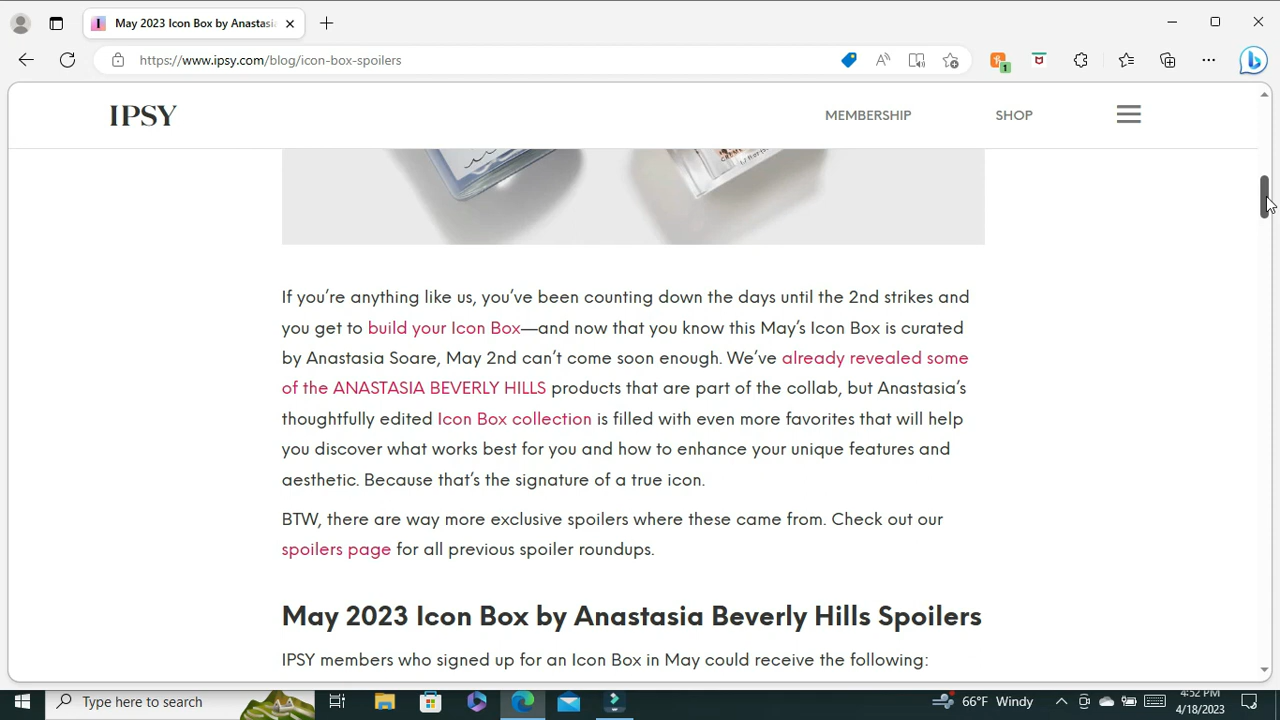 May 2023 Icon Box by Anastasia
https://www.ipsy.com/blog/icon-box-spoilers
1
IPSY
MEMBERSHIP
SHOP
If you're anything like us, you've been counting down the days until the 2nd strikes and
you get to build your Icon Box—and now that you know this May's Icon Box is curated
by Anastasia Soare, May 2nd can't come soon enough. We've already revealed some
of the ANASTASIA BEVERLY HILLS products that are part of the collab, but Anastasia's
thoughtfully edited Icon Box collection is filled with even more favorites that will help
you discover what works best for you and how to enhance your unique features and
aesthetic. Because that's the signature of a true icon.
BTW, there are way more exclusive spoilers where these came from. Check out our
spoilers page for all previous spoiler roundups.
May 2023 Icon Box by Anastasia Beverly Hills Spoilers
IPSY members who signed up for an Icon Box in May could receive the following:
Type here to search
66°F Windy
4:52 PM
4/18/2023